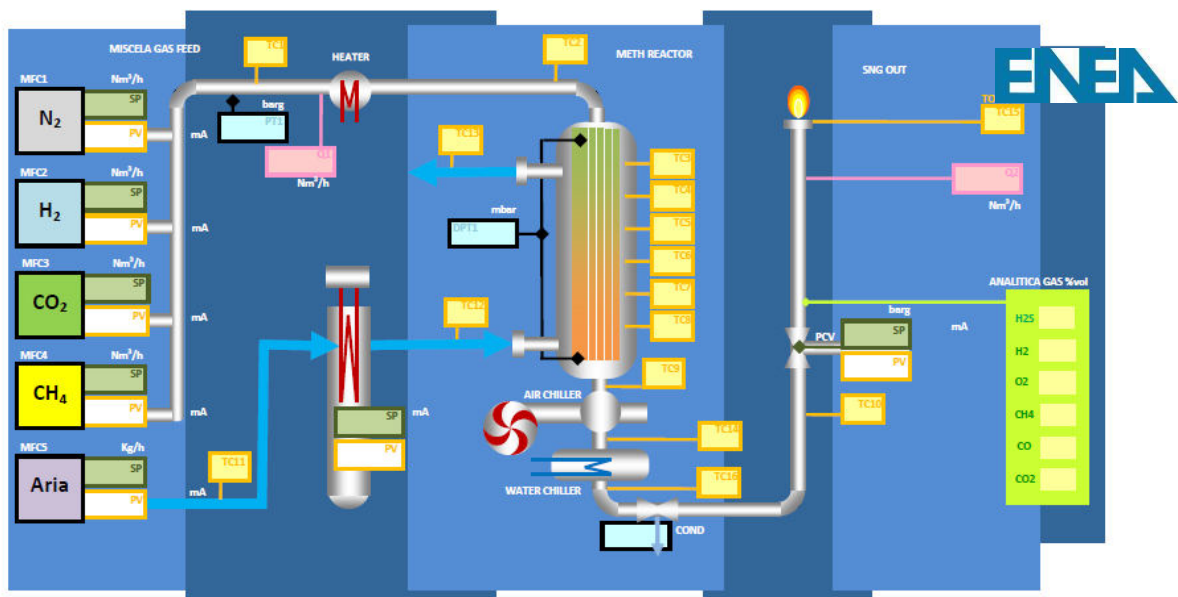 MISCELA GAS FEED
TC1
HEATER
TC2
METH REACTOR
SNG OUT
ENEA
MFC1
Nm³/h
N₂
SP
PV
mA
barg
PT1
Q1
Nm³/h
TC15
MFC2
Nm³/h
H₂
SP
PV
mA
TC13
TC3
TC4
TC5
TC6
TC7
TC8
mbar
DPT1
Q2
Nm³/h
MFC3
Nm³/h
CO₂
SP
PV
mA
TC12
ANALITICA GAS %vol
H2S
H2
O2
CH4
CO
CO2
barg
mA
PCV
SP
PV
MFC4
Nm³/h
CH₄
SP
PV
mA
TC9
AIR CHILLER
SP
PV
mA
TC10
TC14
MFC5
Kg/h
Aria
SP
PV
mA
TC11
WATER CHILLER
TC16
COND